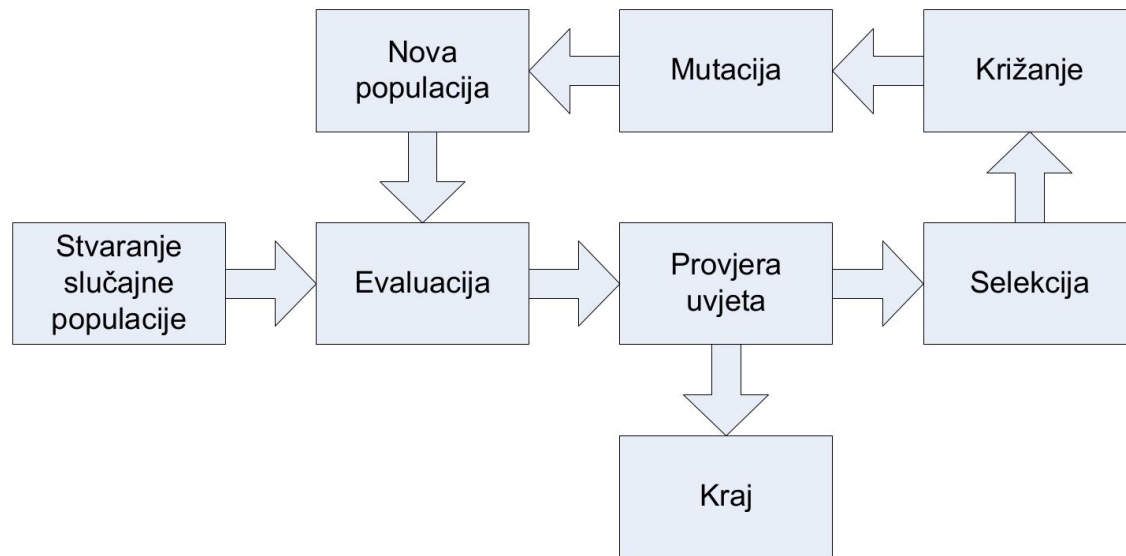 Nova
populacija
Mutacija
Križanje
Stvaranje
slučajne
populacije
Evaluacija
Provjera
uvjeta
Selekcija
Kraj